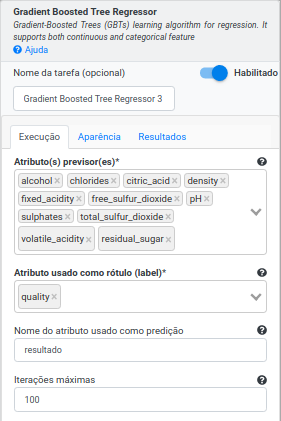 Gradient Boosted Tree Regressor
Gradient-Boosted Trees (GBTs) learning algorithm for regression. It
supports both continuous and categorical feature
Ajuda
Nome da tarefa (opcional)
Habilitado
Gradient Boosted Tree Regressor 3
Execução Aparência Resultados
Atributo(s) previsor(es)*
alcohol × chlorides × citric_acid × density ×
fixed_acidity × free_sulfur_dioxide × pH ×
sulphates × total_sulfur_dioxide ×
volatile_acidity × residual_sugar ×
Atributo usado como rótulo (label)*
quality ×
Nome do atributo usado como predição
resultado
Iterações máximas
100